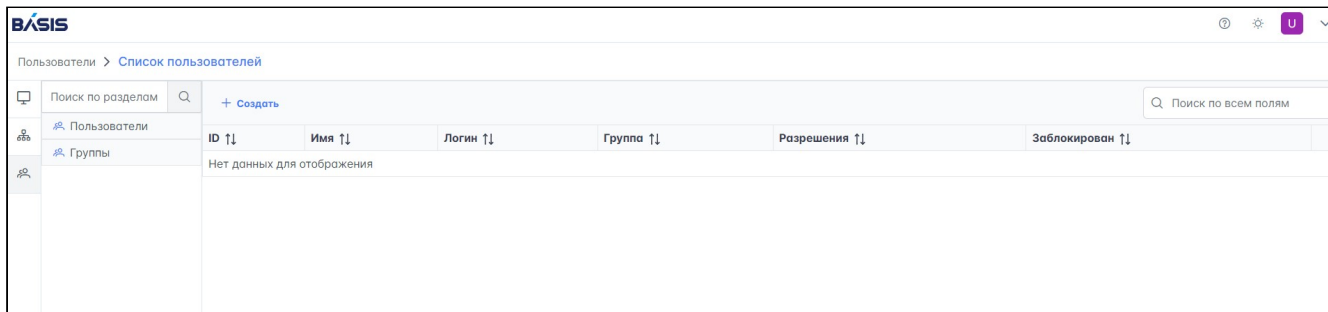 BASIS
U
Пользователи > Список пользователей
Поиск по разделам
+ Создать
Поиск по всем полям
Пользователи
Группы
ID ↑↓ Имя ↑↓ Логин ↑↓ Группа ↑↓ Разрешения ↑↓ Заблокирован ↑↓
Нет данных для отображения